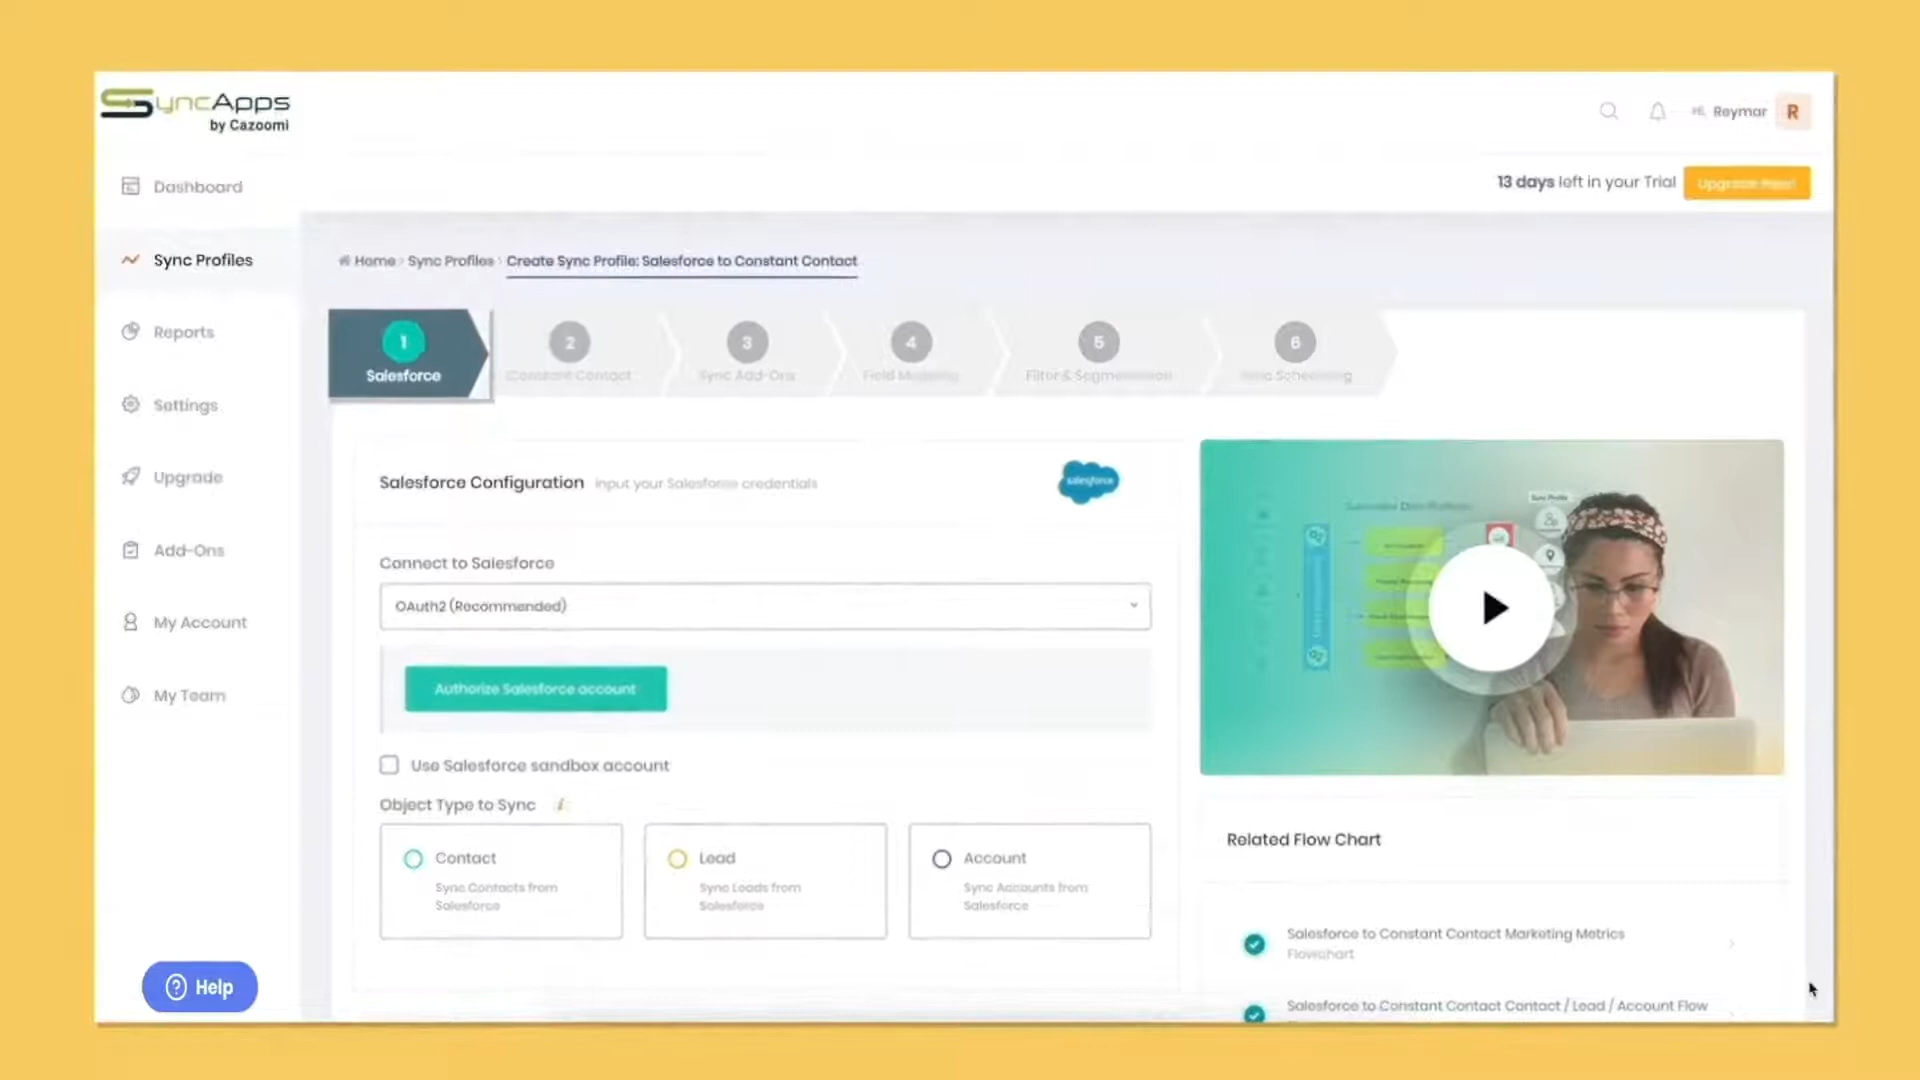 SyncApps
by Cazoomi
Hi, Reymar R
Dashboard
13 days left in your Trial Upgrade Now!
Sync Profiles
Home › Sync Profiles › Create Sync Profile: Salesforce to Constant Contact
Reports
1 2 3 4 5 6
Salesforce Constant Contact Sync Add-Ons Field Mapping Filter & Segmentation Sync Scheduling
Settings
Upgrade
Salesforce Configuration Input your Salesforce credentials
salesforce
Add-Ons
Connect to Salesforce
OAuth2 (Recommended)
My Account
My Team
Authorize Salesforce account
Use Salesforce sandbox account
Object Type to Sync i
Contact
Sync Contacts from
Salesforce
Lead
Sync Leads from
Salesforce
Account
Sync Accounts from
Salesforce
Sync Profile
Related Flow Chart
Salesforce to Constant Contact Marketing Metrics
Flowchart
Salesforce to Constant Contact Contact / Lead / Account Flow
? Help